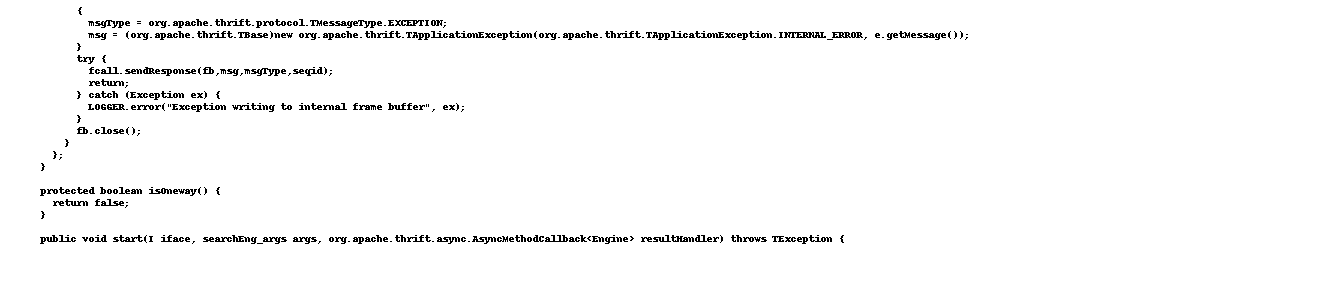 {
msgType = org.apache.thrift.protocol.TMessageType.EXCEPTION;
msg = (org.apache.thrift.TBase)new org.apache.thrift.TApplicationException(org.apache.thrift.TApplicationException.INTERNAL_ERROR, e.getMessage());
}
try {
fcall.sendResponse(fb,msg,msgType,seqid);
return;
} catch (Exception ex) {
LOGGER.error("Exception writing to internal frame buffer", ex);
}
fb.close();
}
};
}
protected boolean isOneway() {
return false;
}
public void start(I iface, searchEng_args args, org.apache.thrift.async.AsyncMethodCallback<Engine> resultHandler) throws TException {